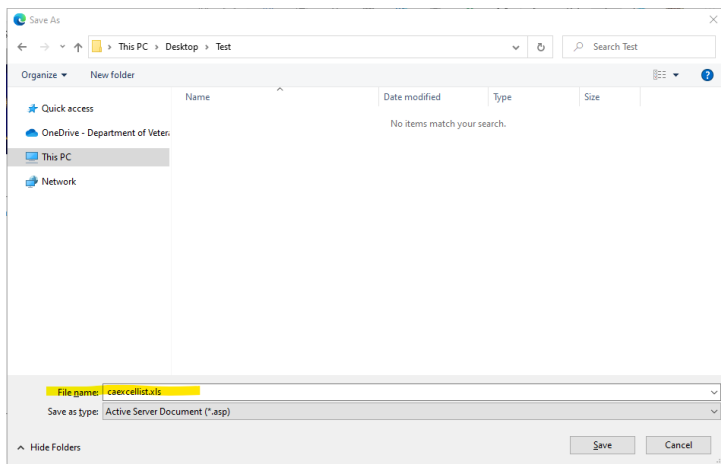 Save As
This PC > Desktop > Test
Search Test
Organize
New folder
Name
Date modified
Type
Size
No items match your search.
Quick access
OneDrive - Department of Veter
This PC
Network
File name: caexcellist.xls
Save as type: Active Server Document (*.asp)
Hide Folders
Save
Cancel